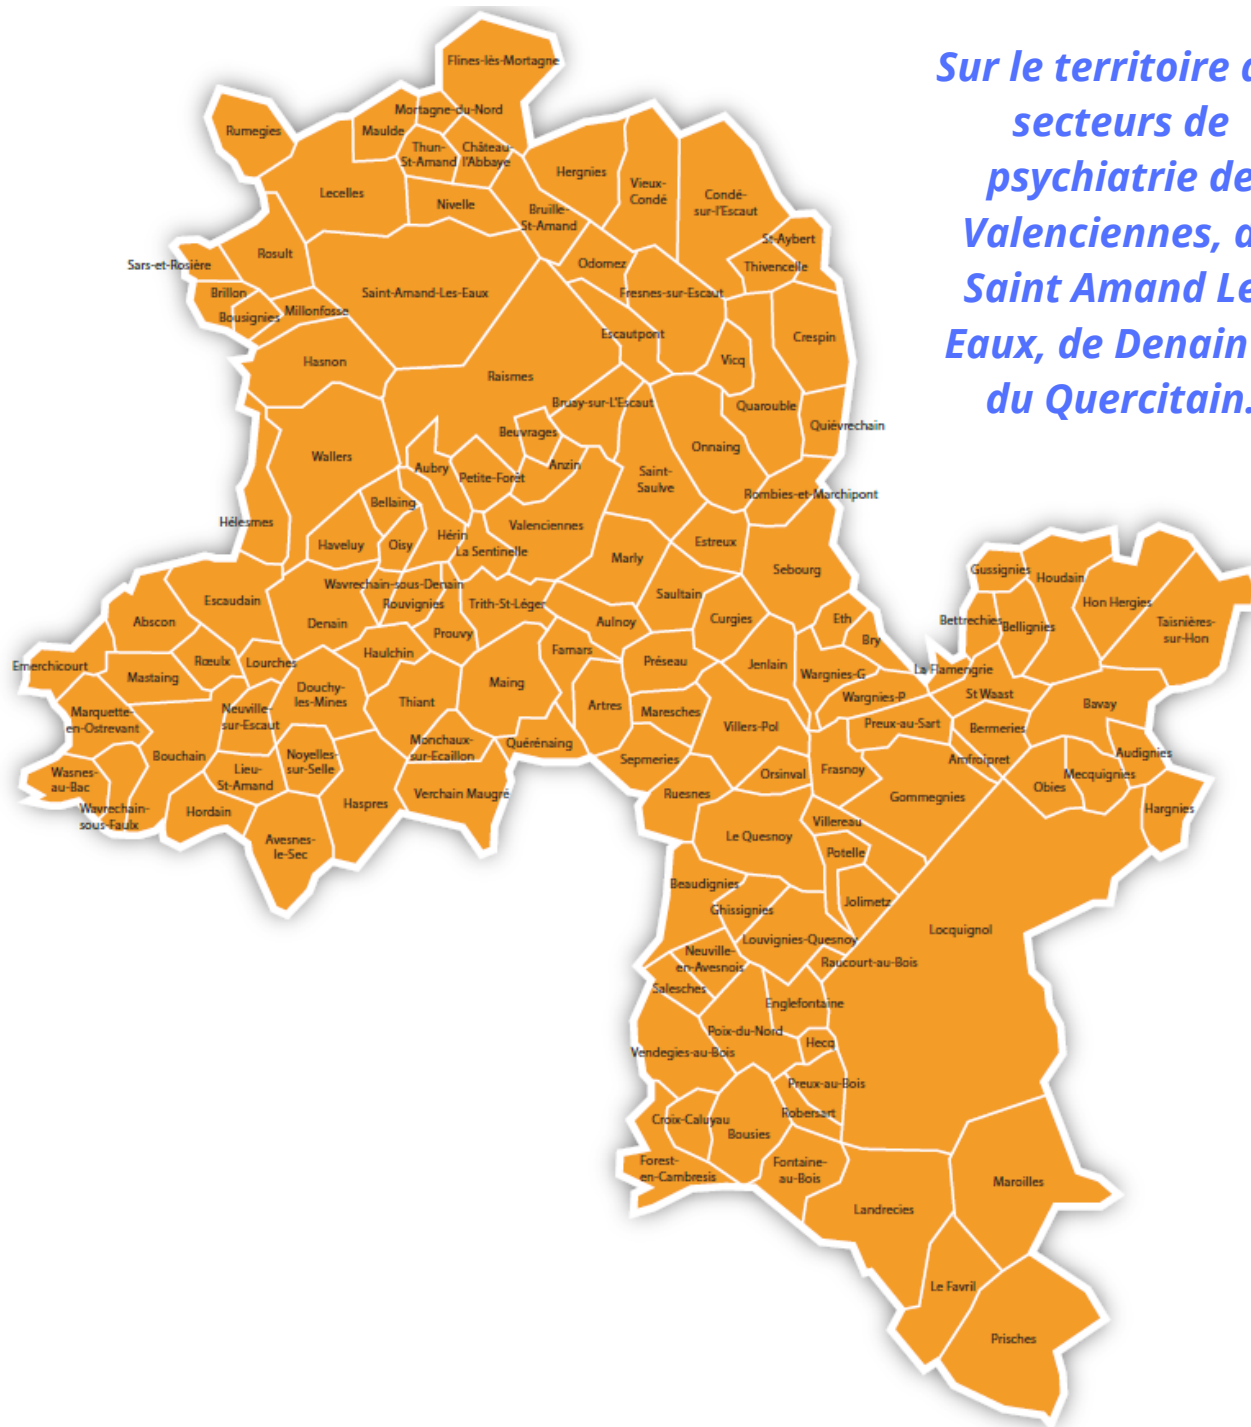 Sur le territoire
secteurs de
psychiatrie de
Valenciennes,
Saint Amand Le
Eaux, de Denain
du Quercitain.
Flines-lès-Mortagne
Mortagne-du-Nord
Rumegies
Maulde
Thun-
St-Amand
Château-
l'Abbaye
Hergnies
Vieux-
Condé
Condé-
sur-l'Escaut
Lecelles
Nivelle
Bruille-
St-Amand
St-Aybert
Rosult
Sars-et-Rosière
Odomez
Thivencelle
Brillon
Saint-Amand-Les-Eaux
Fresnes-sur-Escaut
Bousignies
Millonfosse
Escautpont
Crespin
Hasnon
Vicq
Raismes
Bruay-sur-L'Escaut
Quarouble
Quiévrechain
Beuvrages
Onnaing
Wallers
Aubry
Petite-Forêt
Anzin
Saint-
Saulve
Rombies-et-Marchipont
Bellaing
Hélesmes
Valenciennes
Haveluy
Oisy
Hérin
La Sentinelle
Marly
Estreux
Sebourg
Gussignies
Houdain
Wavrechain-sous-Denain
Escaudain
Rouvignies
Trith-St-Léger
Saultain
Hon Hergies
Abscon
Denain
Prouvy
Aulnoy
Curgies
Eth
Bry
Bettrechies
Bellignies
Taisnières-
sur-Hon
Emerchicourt
Mastaing
Rœulx
Lourches
Haulchin
Famars
Préseau
Jenlain
Wargnies-G
La Flamengrie
Douchy-
les-Mines
Thiant
Maing
Wargnies-P
St Waast
Bavay
Marquette-
en-Ostrevant
Neuville-
sur-Escaut
Artres
Maresches
Villers-Pol
Preux-au-Sart
Bermeries
Monchaux-
sur-Ecaillon
Quérénaing
Bouchain
Noyelles-
sur-Selle
Sepmeries
Orsinval
Frasnoy
Amfroipret
Audignies
Mecquignies
Obies
Wasnes-
au-Bac
Lieu-
St-Amand
Haspres
Verchain Maugré
Ruesnes
Gommegnies
Hargnies
Wavrechain-
sous-Faulx
Hordain
Villereau
Avesnes-
le-Sec
Le Quesnoy
Potelle
Beaudignies
Jolimetz
Ghissignies
Locquignol
Louvignies-Quesnoy
Neuville-
en-Avesnois
Raucourt-au-Bois
Salesches
Englefontaine
Poix-du-Nord
Hecq
Vendegies-au-Bois
Preux-au-Bois
Croix-Caluyau
Robersart
Bousies
Forest-
en-Cambresis
Fontaine-
au-Bois
Maroilles
Landrecies
Le Favril
Prisches